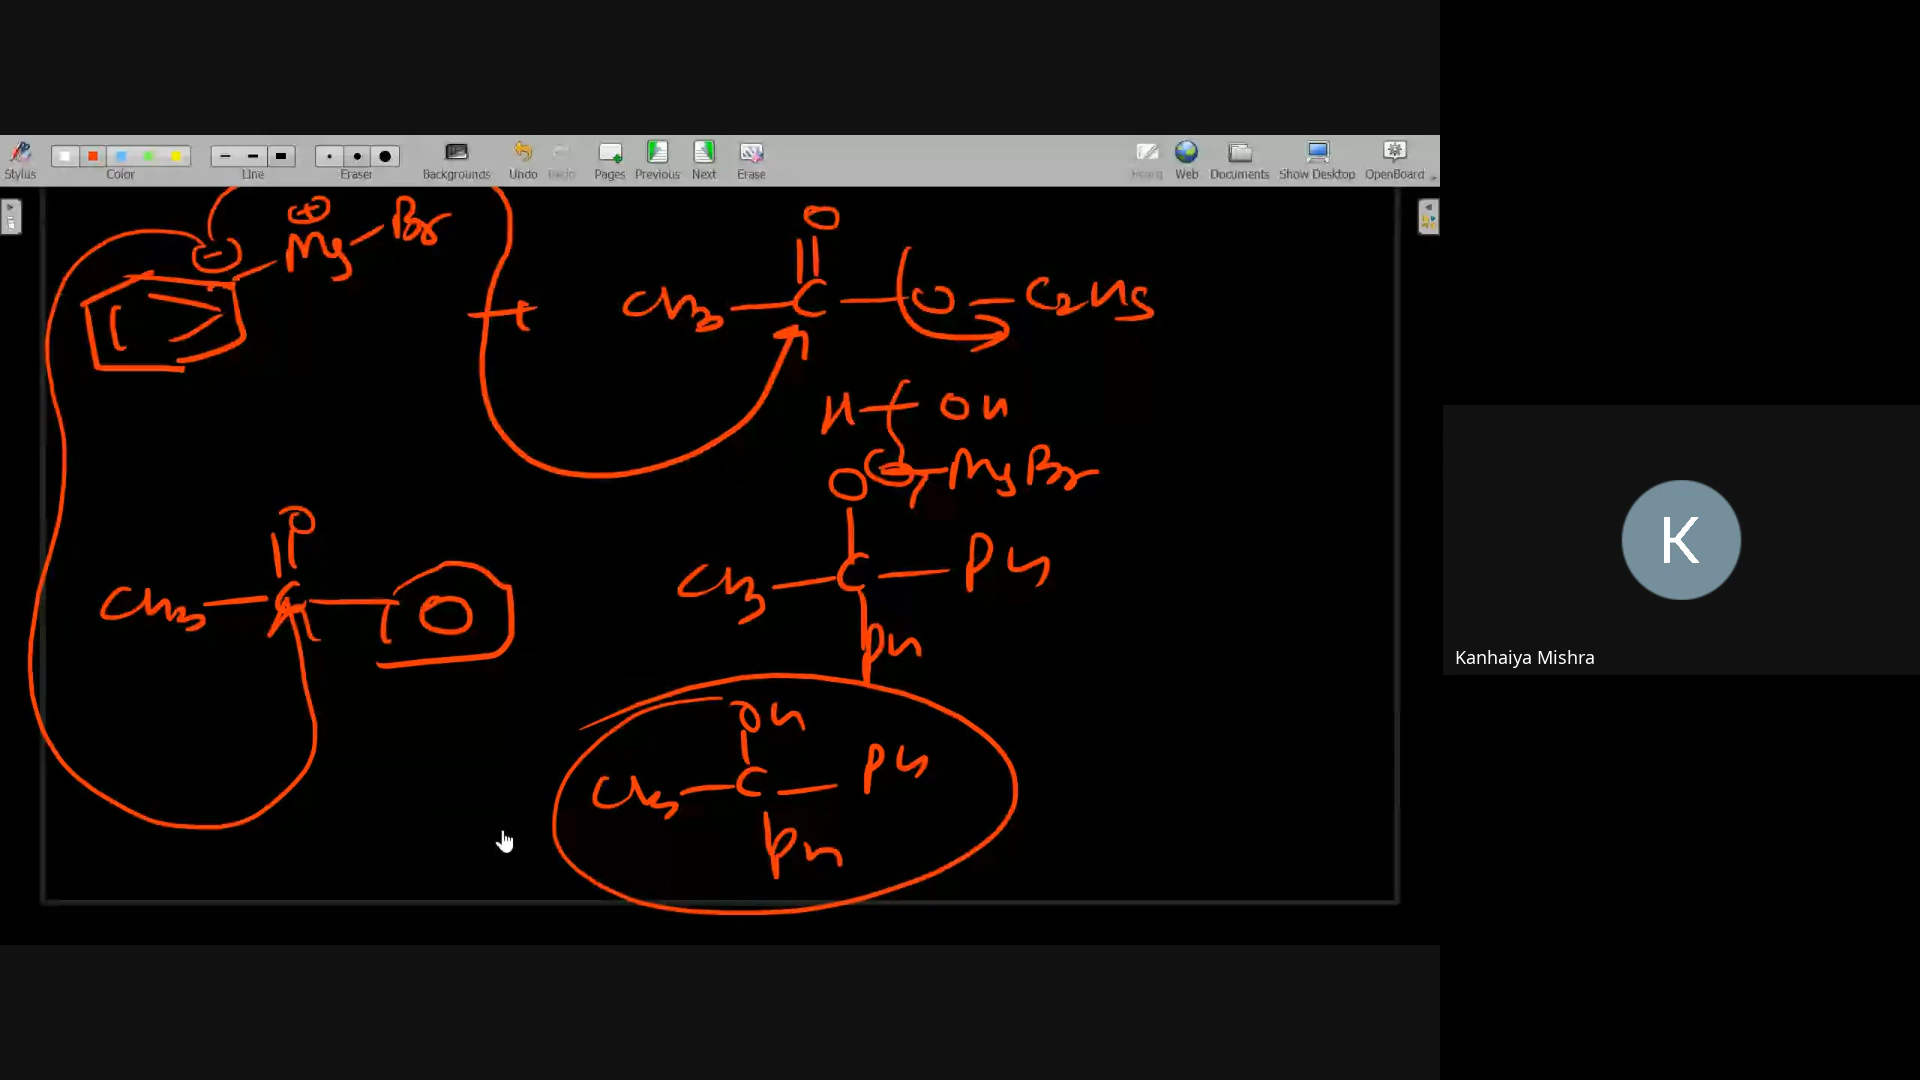 Stylus Color Line Eraser Backgrounds Undo Redo Pages Previous Next Erase Board Web Documents Show Desktop OpenBoard
⊕
⊖ Mg–Br
O
||
+ CH3–C–O–C2H5
H–OH
O⊖ MgBr
O
||
CH3–C–
CH3–C–Ph
Ph
OH
CH3–C–Ph
Ph
K
Kanhaiya Mishra